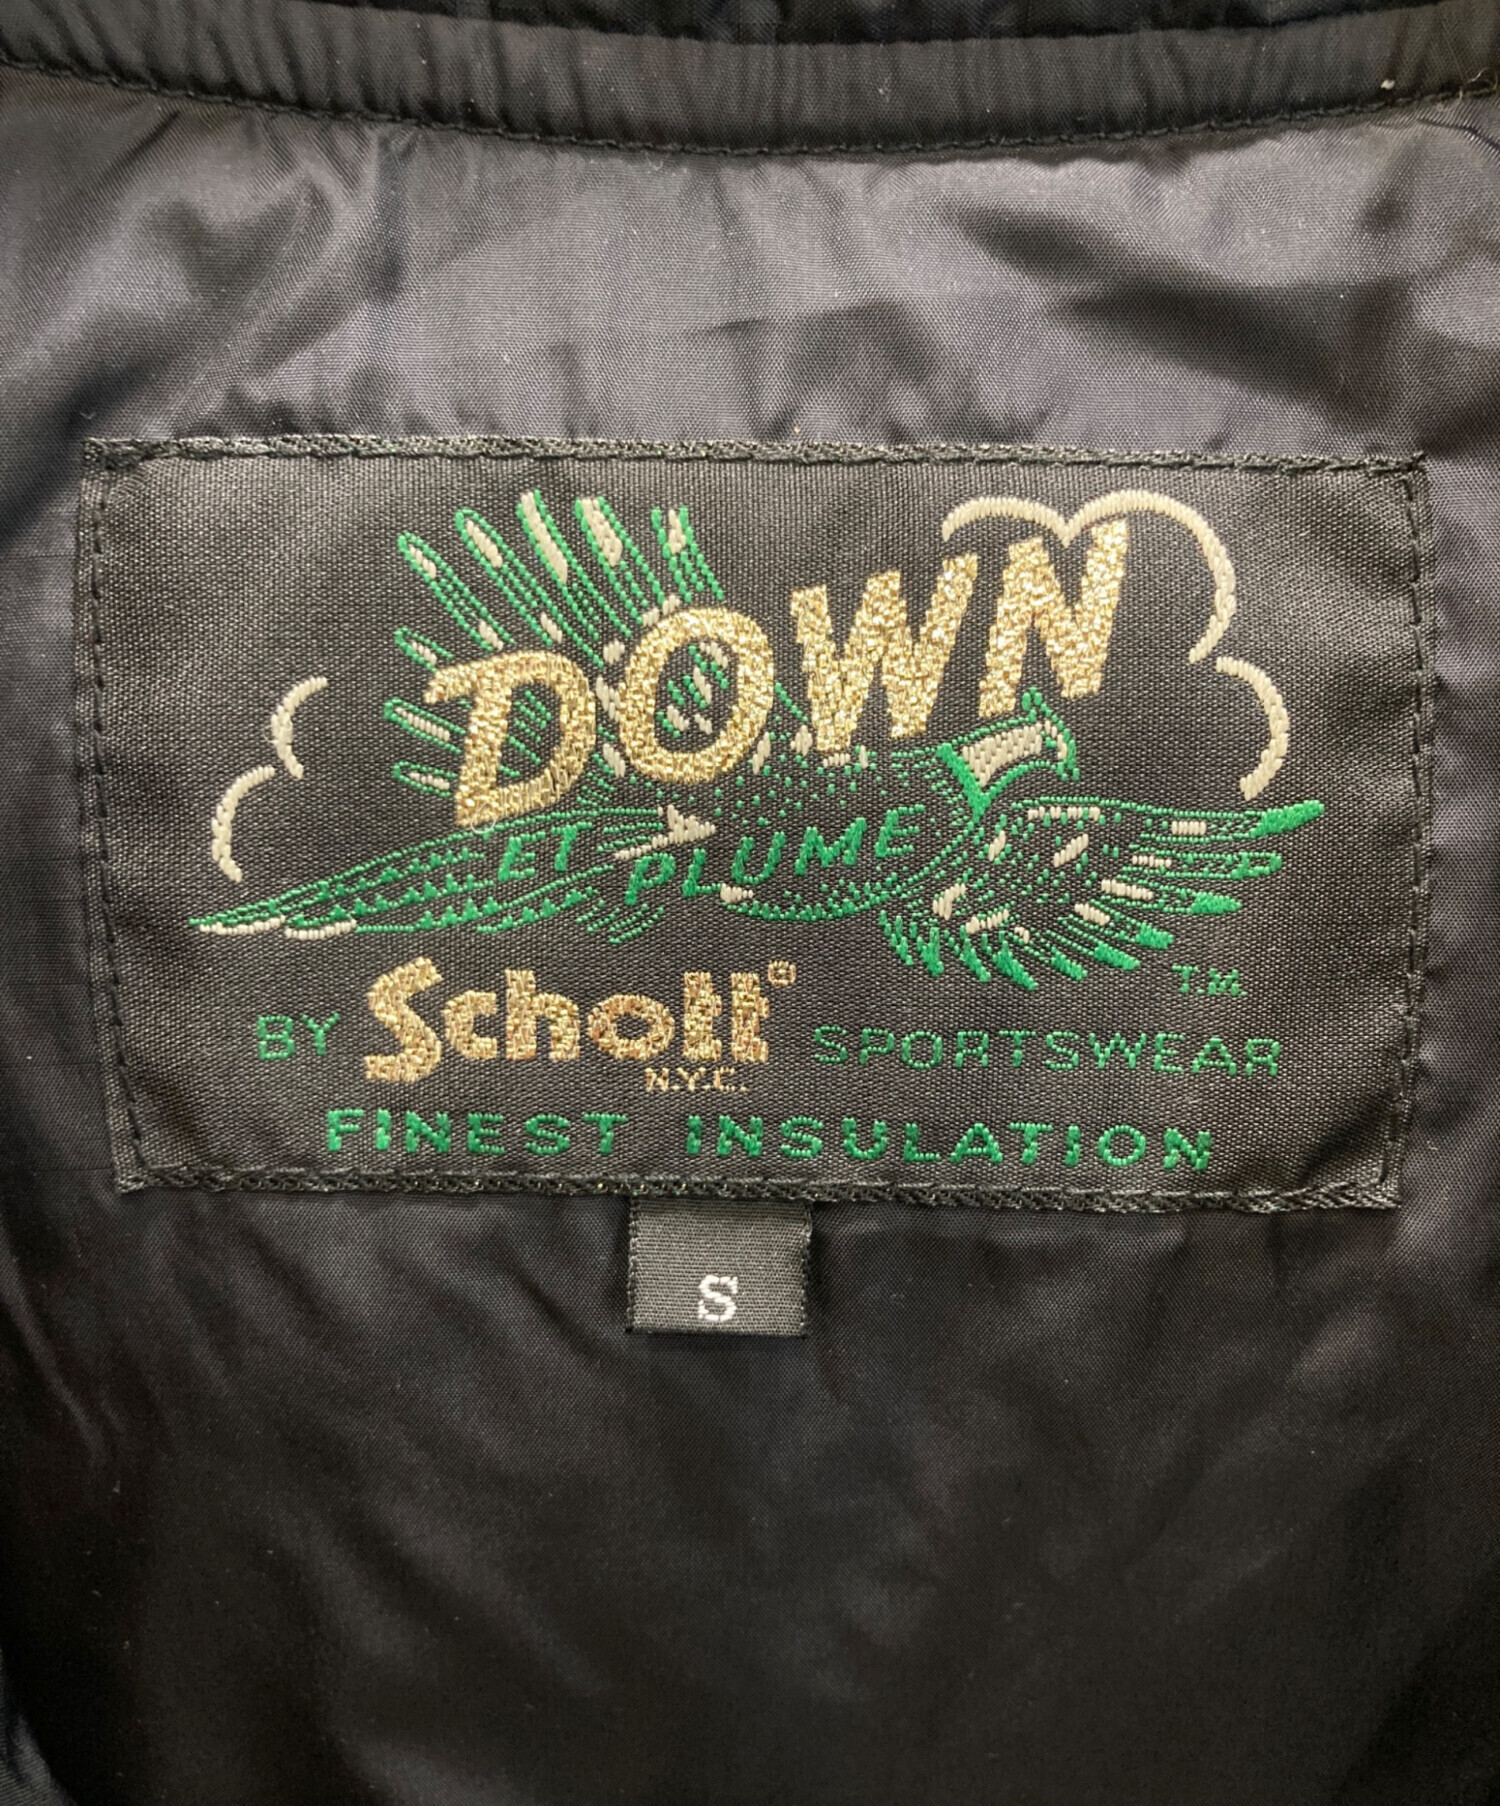 DOWN
ET PLUME
T.M.
BY Schott® SPORTSWEAR
N.Y.C.
FINEST INSULATION
S